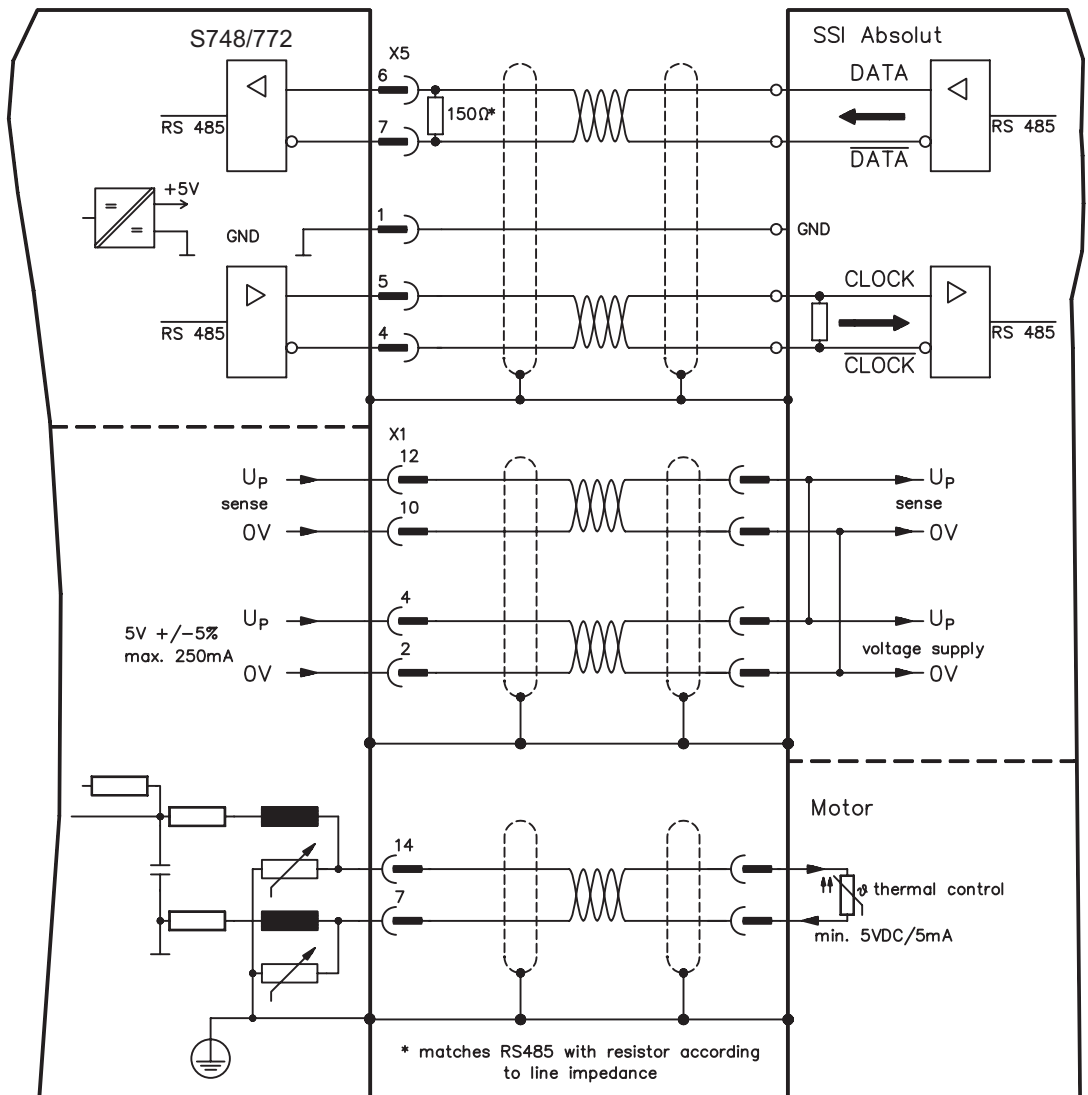 S748/772
X5
SSI Absolut
6
DATA
150Ω*
RS 485
7
RS 485
DATA
+5V
=
=
1
GND
GND
5
CLOCK
RS 485
4
RS 485
CLOCK
X1
12
UP
UP
sense
sense
10
0V
0V
4
UP
UP
5V +/-5%
max. 250mA
voltage supply
2
0V
0V
Motor
14
ϑ thermal control
7
min. 5VDC/5mA
* matches RS485 with resistor according
to line impedance